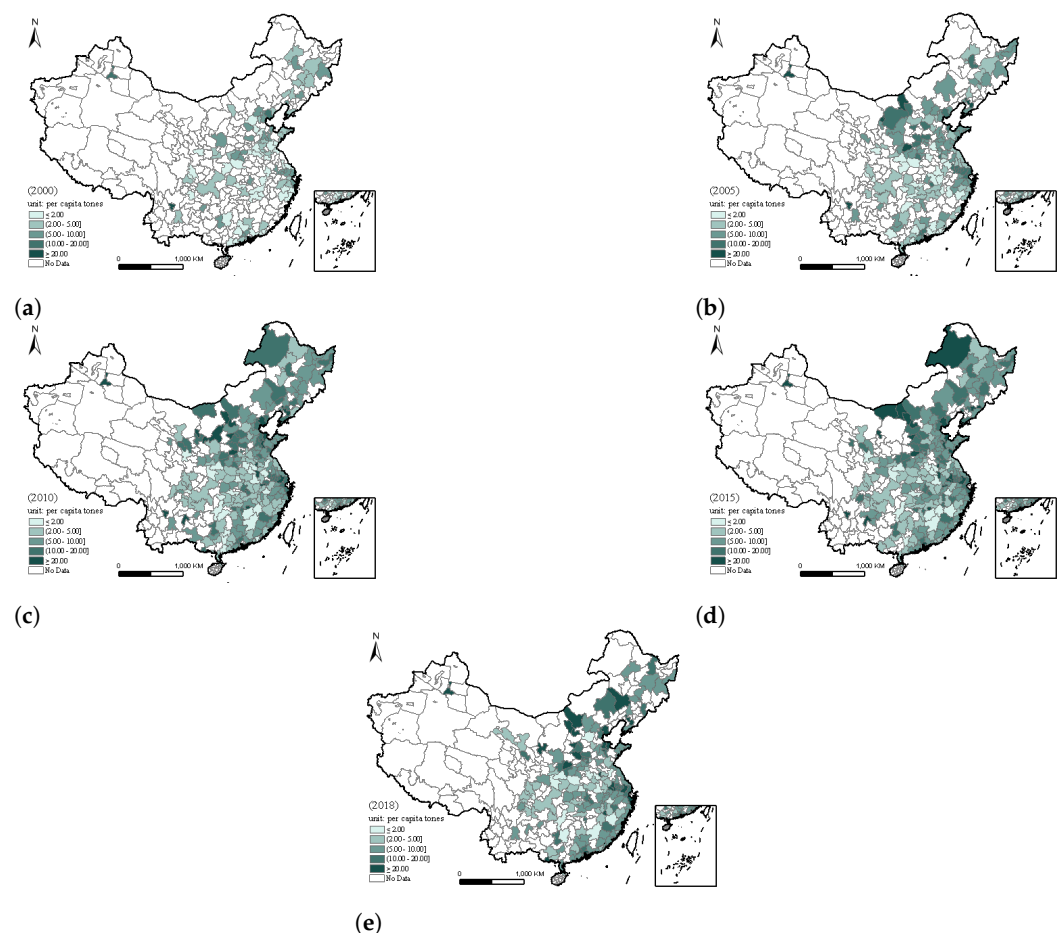 N
(2000)
unit: per capita tones
≤ 2.00
(2.00 - 5.00]
(5.00 - 10.00]
(10.00 - 20.00]
≥ 20.00
No Data
0 1,000 KM
(a)
N
(2005)
unit: per capita tones
≤ 2.00
(2.00 - 5.00]
(5.00 - 10.00]
(10.00 - 20.00]
≥ 20.00
No Data
0 1,000 KM
(b)
N
(2010)
unit: per capita tones
≤ 2.00
(2.00 - 5.00]
(5.00 - 10.00]
(10.00 - 20.00]
≥ 20.00
No Data
0 1,000 KM
(c)
N
(2015)
unit: per capita tones
≤ 2.00
(2.00 - 5.00]
(5.00 - 10.00]
(10.00 - 20.00]
≥ 20.00
No Data
0 1,000 KM
(d)
N
(2018)
unit: per capita tones
≤ 2.00
(2.00 - 5.00]
(5.00 - 10.00]
(10.00 - 20.00]
≥ 20.00
No Data
0 1,000 KM
(e)